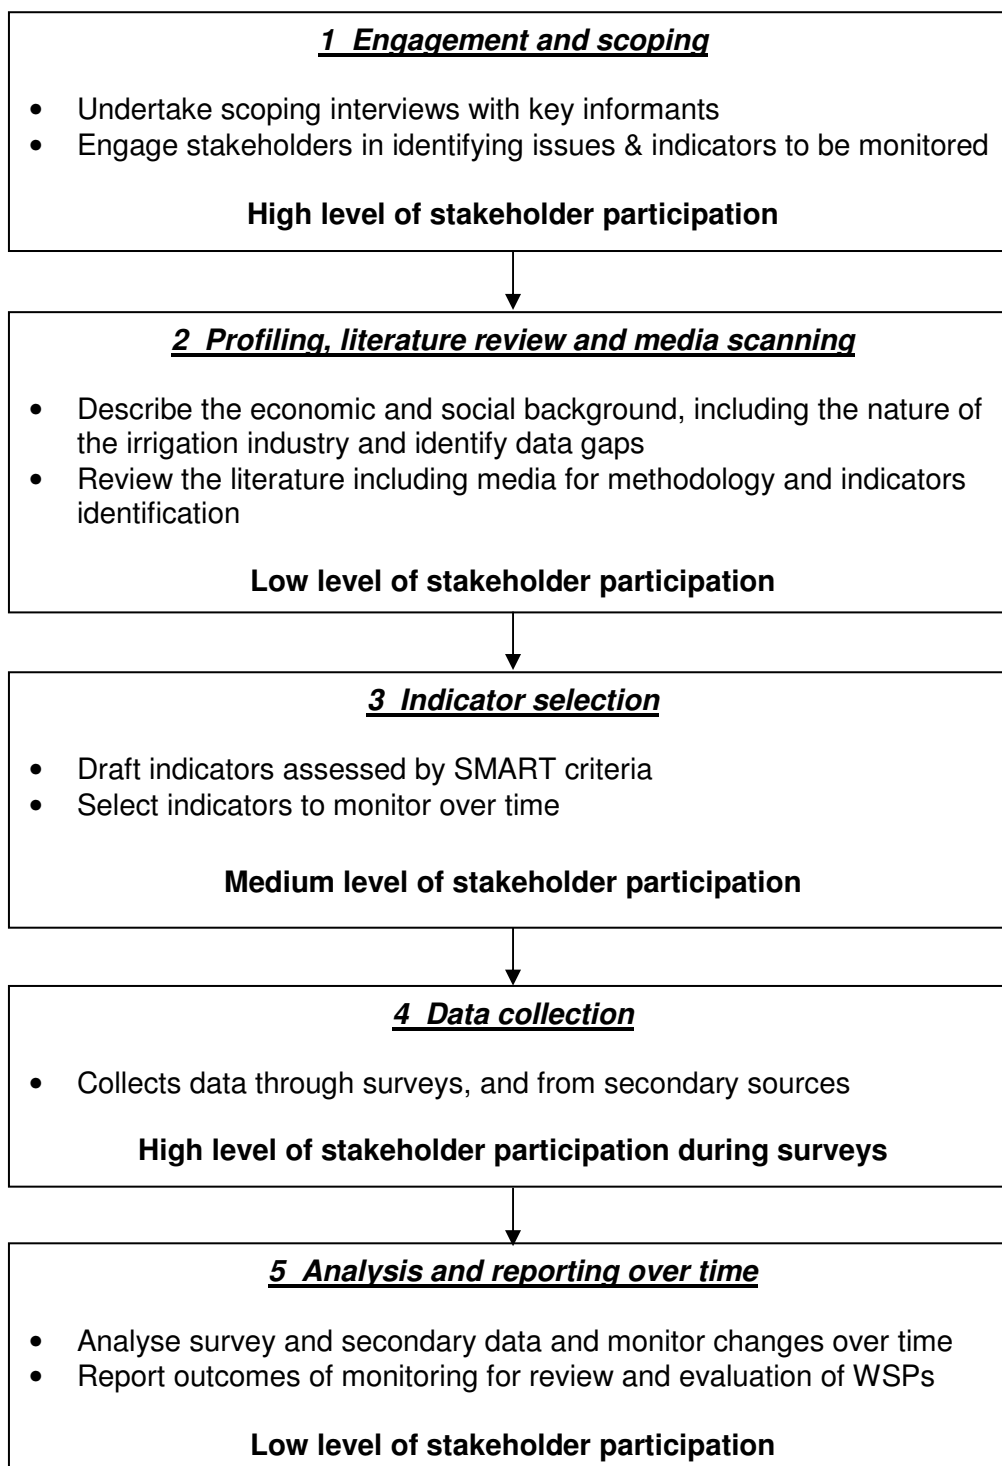 1 Engagement and scoping
• Undertake scoping interviews with key informants
• Engage stakeholders in identifying issues & indicators to be monitored
High level of stakeholder participation
2 Profiling, literature review and media scanning
• Describe the economic and social background, including the nature of
the irrigation industry and identify data gaps
• Review the literature including media for methodology and indicators
identification
Low level of stakeholder participation
3 Indicator selection
• Draft indicators assessed by SMART criteria
• Select indicators to monitor over time
Medium level of stakeholder participation
4 Data collection
• Collects data through surveys, and from secondary sources
High level of stakeholder participation during surveys
5 Analysis and reporting over time
• Analyse survey and secondary data and monitor changes over time
• Report outcomes of monitoring for review and evaluation of WSPs
Low level of stakeholder participation